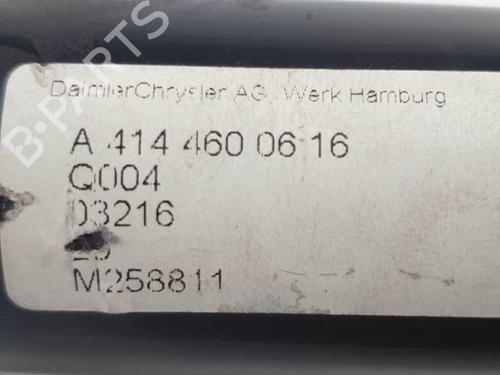 DaimlerChrysler AG, Werk Hamburg
A 414 460 06 16
Q004
03216
M258811
B-PARTS